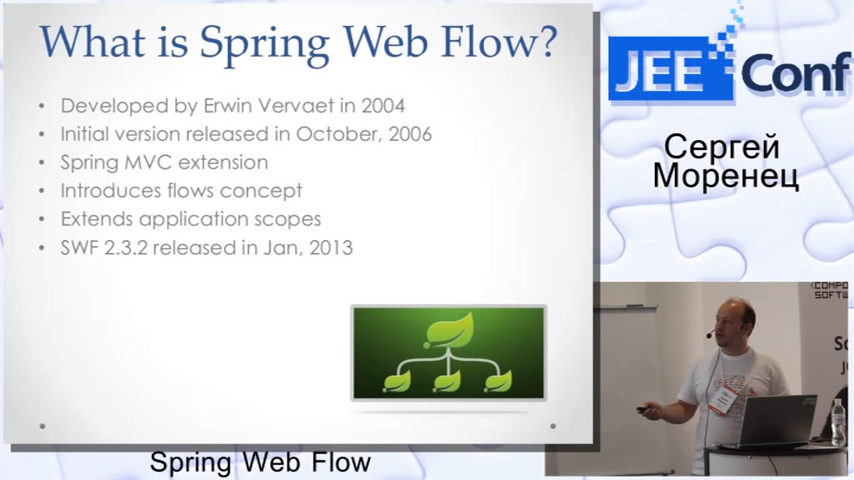 What is Spring Web Flow?
• Developed by Erwin Vervaet in 2004
• Initial version released in October, 2006
• Spring MVC extension
• Introduces flows concept
• Extends application scopes
• SWF 2.3.2 released in Jan, 2013
JEE Conf
Сергей
Моренец
Spring Web Flow